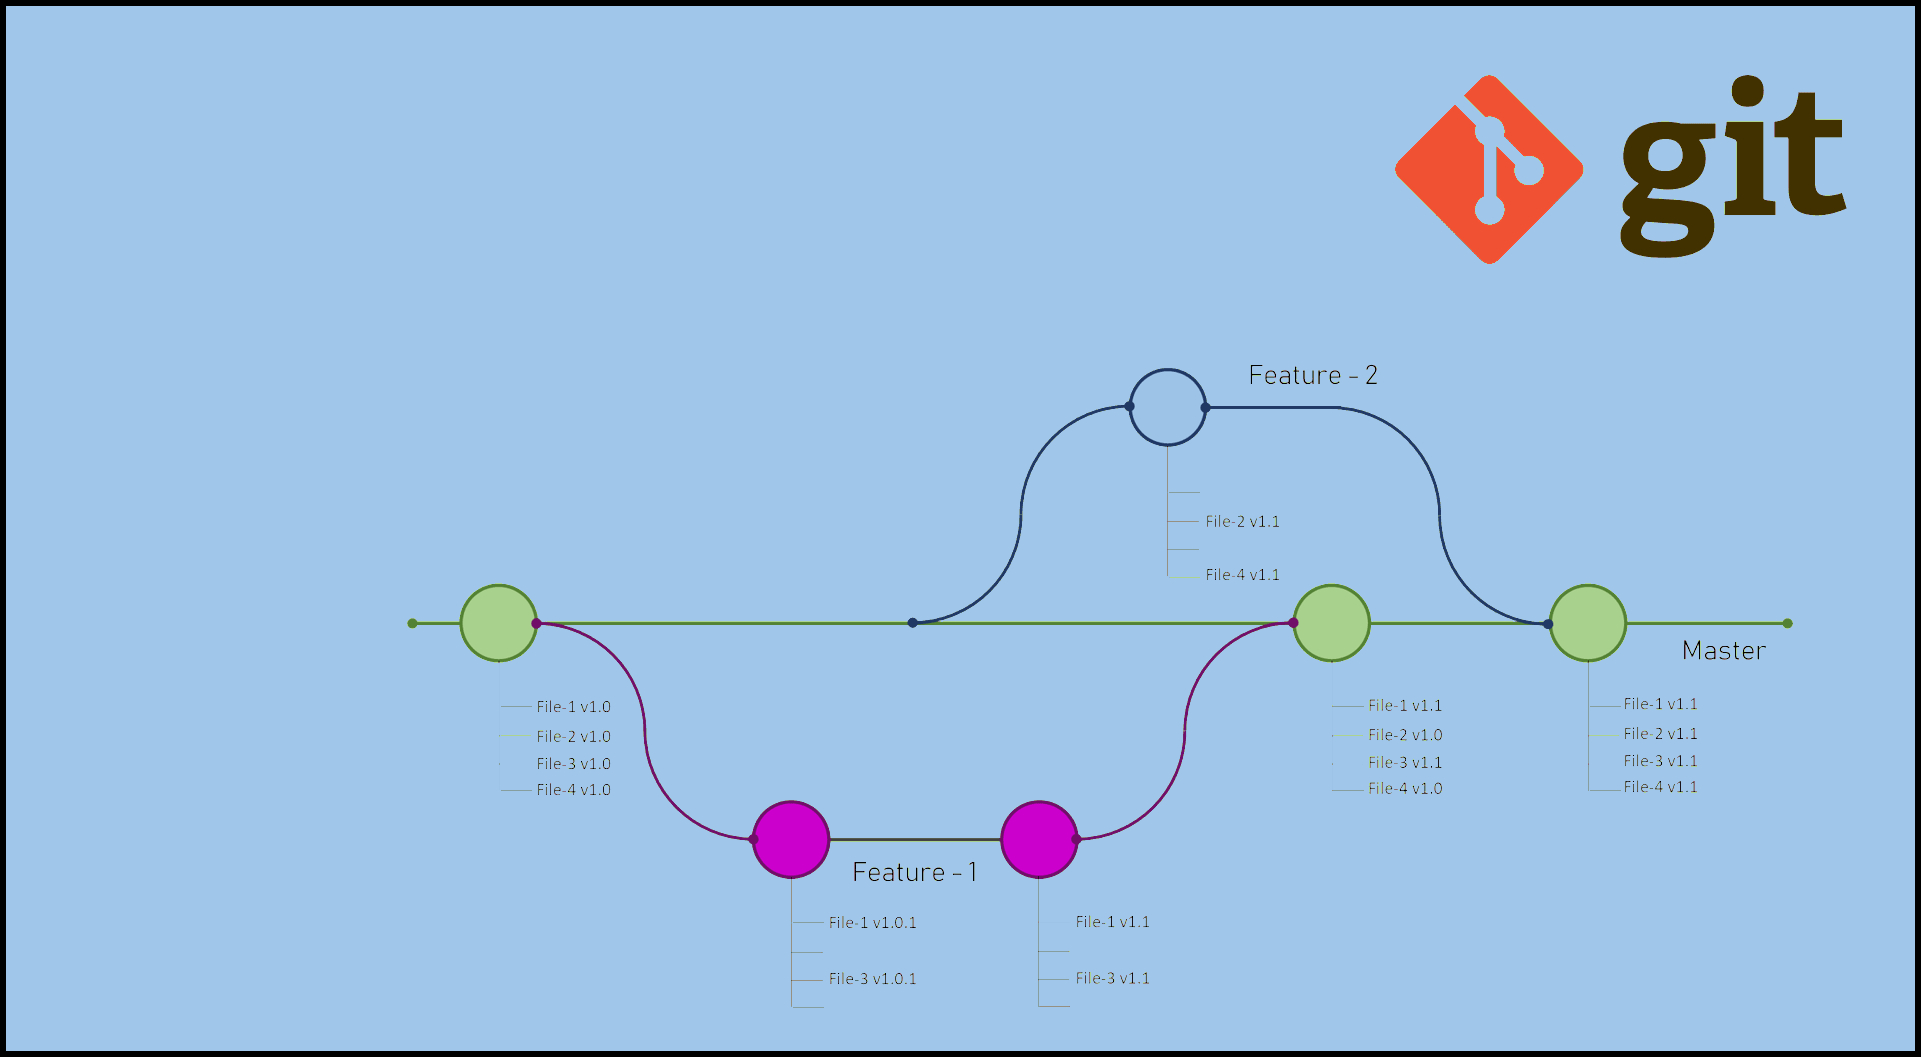 git
Feature - 2
File-2 v1.1
File-4 v1.1
Master
File-1 v1.0
File-2 v1.0
File-3 v1.0
File-4 v1.0
File-1 v1.1
File-2 v1.0
File-3 v1.1
File-4 v1.0
File-1 v1.1
File-2 v1.1
File-3 v1.1
File-4 v1.1
Feature - 1
File-1 v1.0.1
File-3 v1.0.1
File-1 v1.1
File-3 v1.1